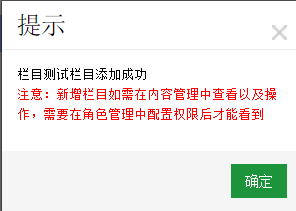 提示
栏目测试栏目添加成功
注意：新增栏目如需在内容管理中查看以及操
作，需要在角色管理中配置权限后才能看到
确定